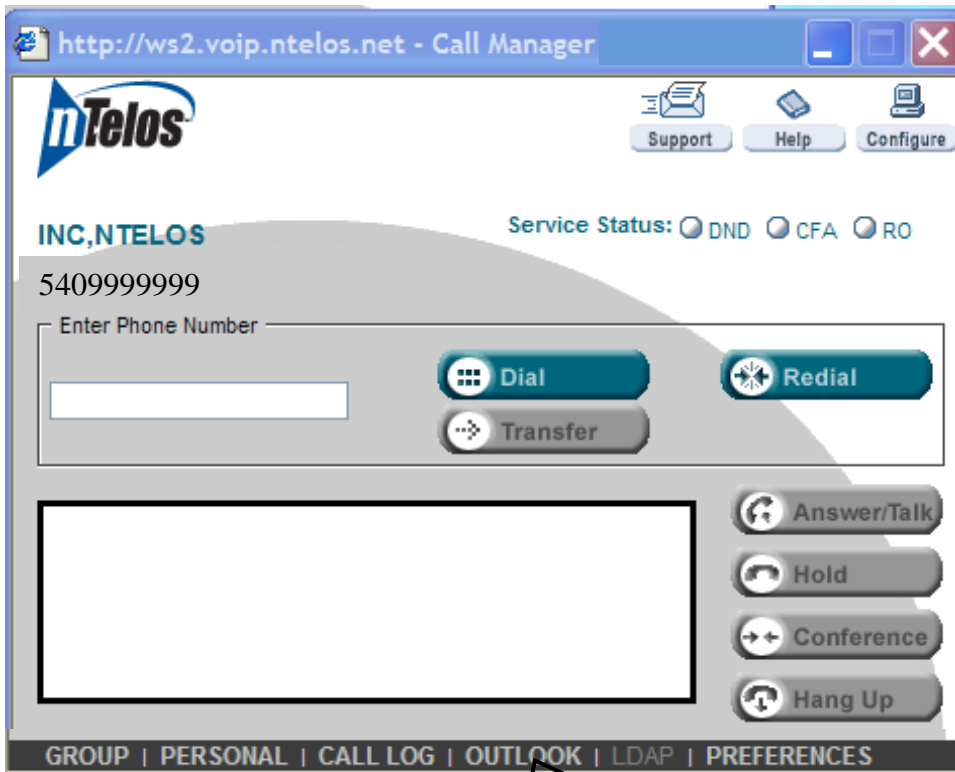 http://ws2.voip.ntelos.net - Call Manager
nTelos
Support Help Configure
INC,NTELOS
Service Status: DND CFA RO
5409999999
Enter Phone Number
Dial Redial
Transfer
Answer/Talk
Hold
Conference
Hang Up
GROUP | PERSONAL | CALL LOG | OUTLOOK | LDAP | PREFERENCES